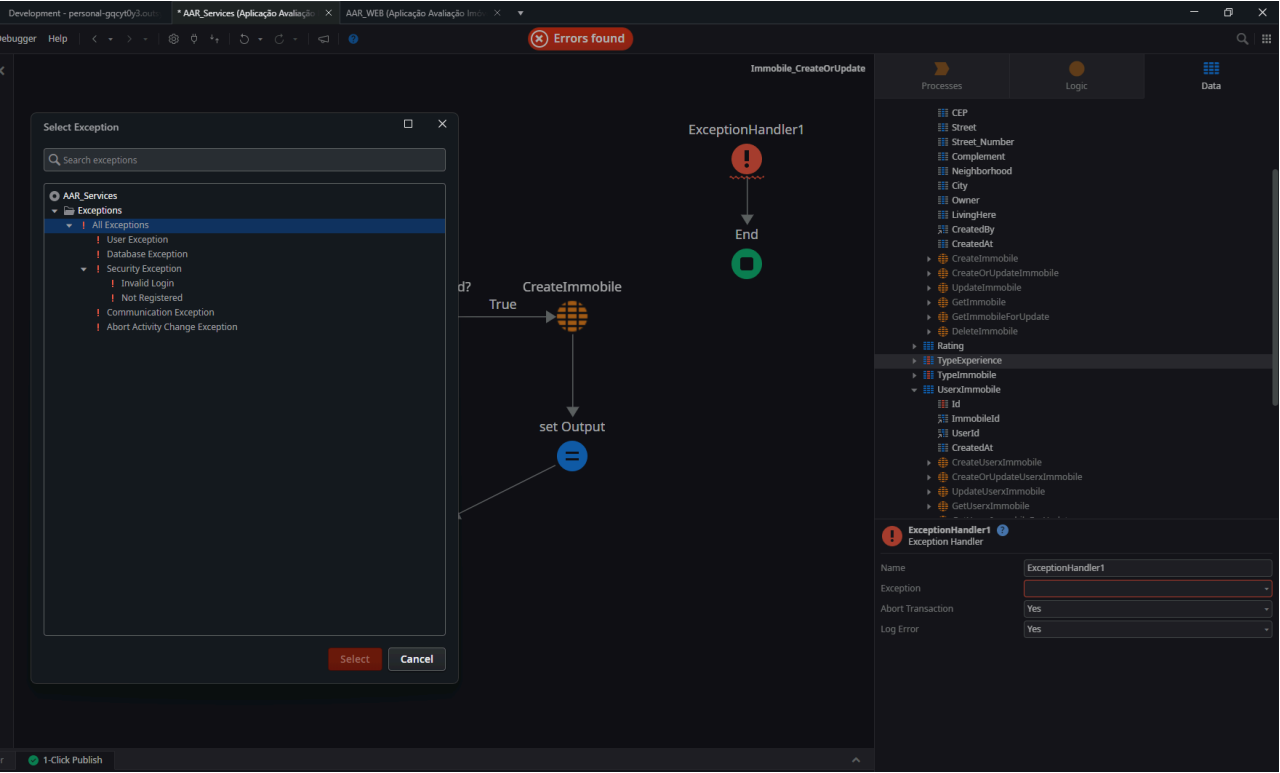 Development - personal-gqcyt0y3.outs
* AAR_Services (Aplicação Avaliação
AAR_WEB (Aplicação Avaliação Imó
ebugger Help
Errors found
Immobile_CreateOrUpdate
Processes
Logic
Data
Select Exception
Search exceptions
AAR_Services
Exceptions
All Exceptions
User Exception
Database Exception
Security Exception
Invalid Login
Not Registered
Communication Exception
Abort Activity Change Exception
Select
Cancel
ExceptionHandler1
End
d?
True
CreateImmobile
set Output
CEP
Street
Street_Number
Complement
Neighborhood
City
Owner
LivingHere
CreatedBy
CreatedAt
CreateImmobile
CreateOrUpdateImmobile
UpdateImmobile
GetImmobile
GetImmobileForUpdate
DeleteImmobile
Rating
TypeExperience
TypeImmobile
UserxImmobile
Id
ImmobileId
UserId
CreatedAt
CreateUserxImmobile
CreateOrUpdateUserxImmobile
UpdateUserxImmobile
GetUserxImmobile
ExceptionHandler1
Exception Handler
Name ExceptionHandler1
Exception
Abort Transaction Yes
Log Error Yes
1-Click Publish